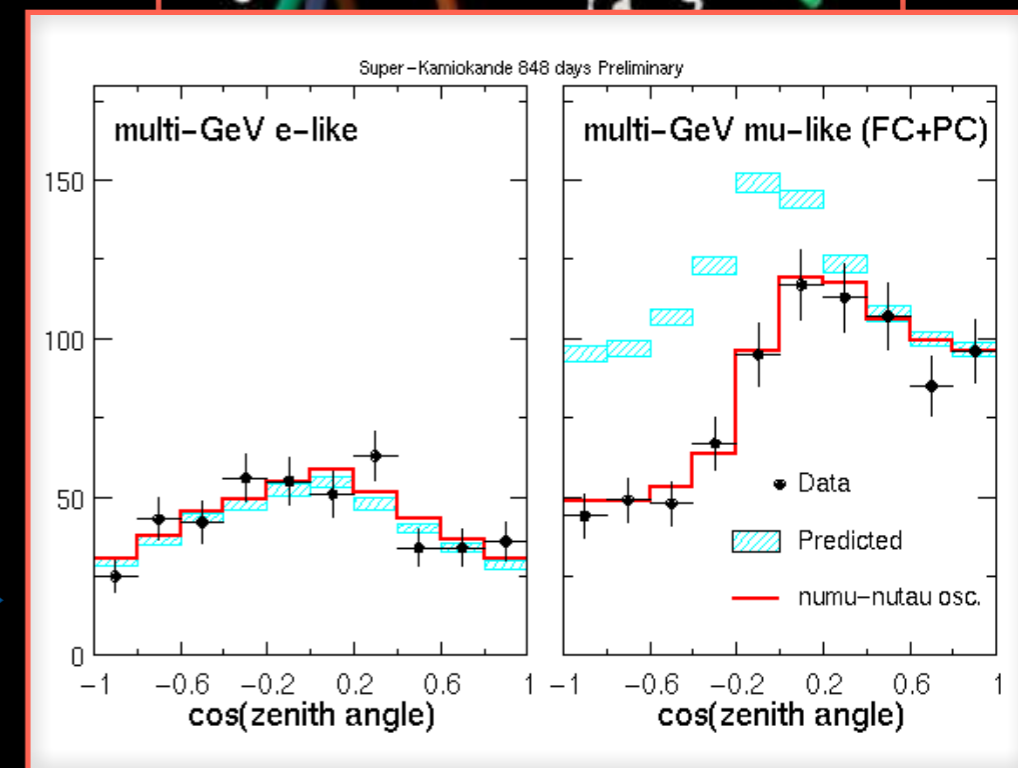 Super-Kamiokande 848 days Preliminary
multi-GeV e-like
multi-GeV mu-like (FC+PC)
150
100
50
0
Data
Predicted
numu-nutau osc.
-1 -0.6 -0.2 0.2 0.6 1
-1 -0.6 -0.2 0.2 0.6 1
cos(zenith angle)
cos(zenith angle)